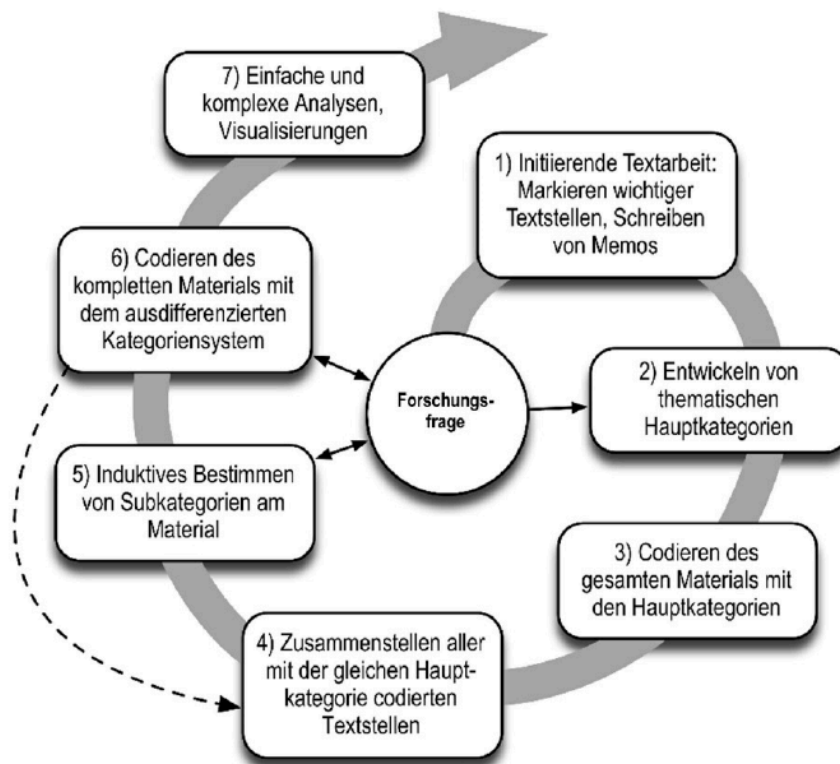 7) Einfache und
komplexe Analysen,
Visualisierungen
1) Initiierende Textarbeit:
Markieren wichtiger
Textstellen, Schreiben
von Memos
6) Codieren des
kompletten Materials mit
dem ausdifferenzierten
Kategoriensystem
Forschungs-
frage
2) Entwickeln von
thematischen
Hauptkategorien
5) Induktives Bestimmen
von Subkategorien am
Material
3) Codieren des
gesamten Materials mit
den Hauptkategorien
4) Zusammenstellen aller
mit der gleichen Haupt-
kategorie codierten
Textstellen